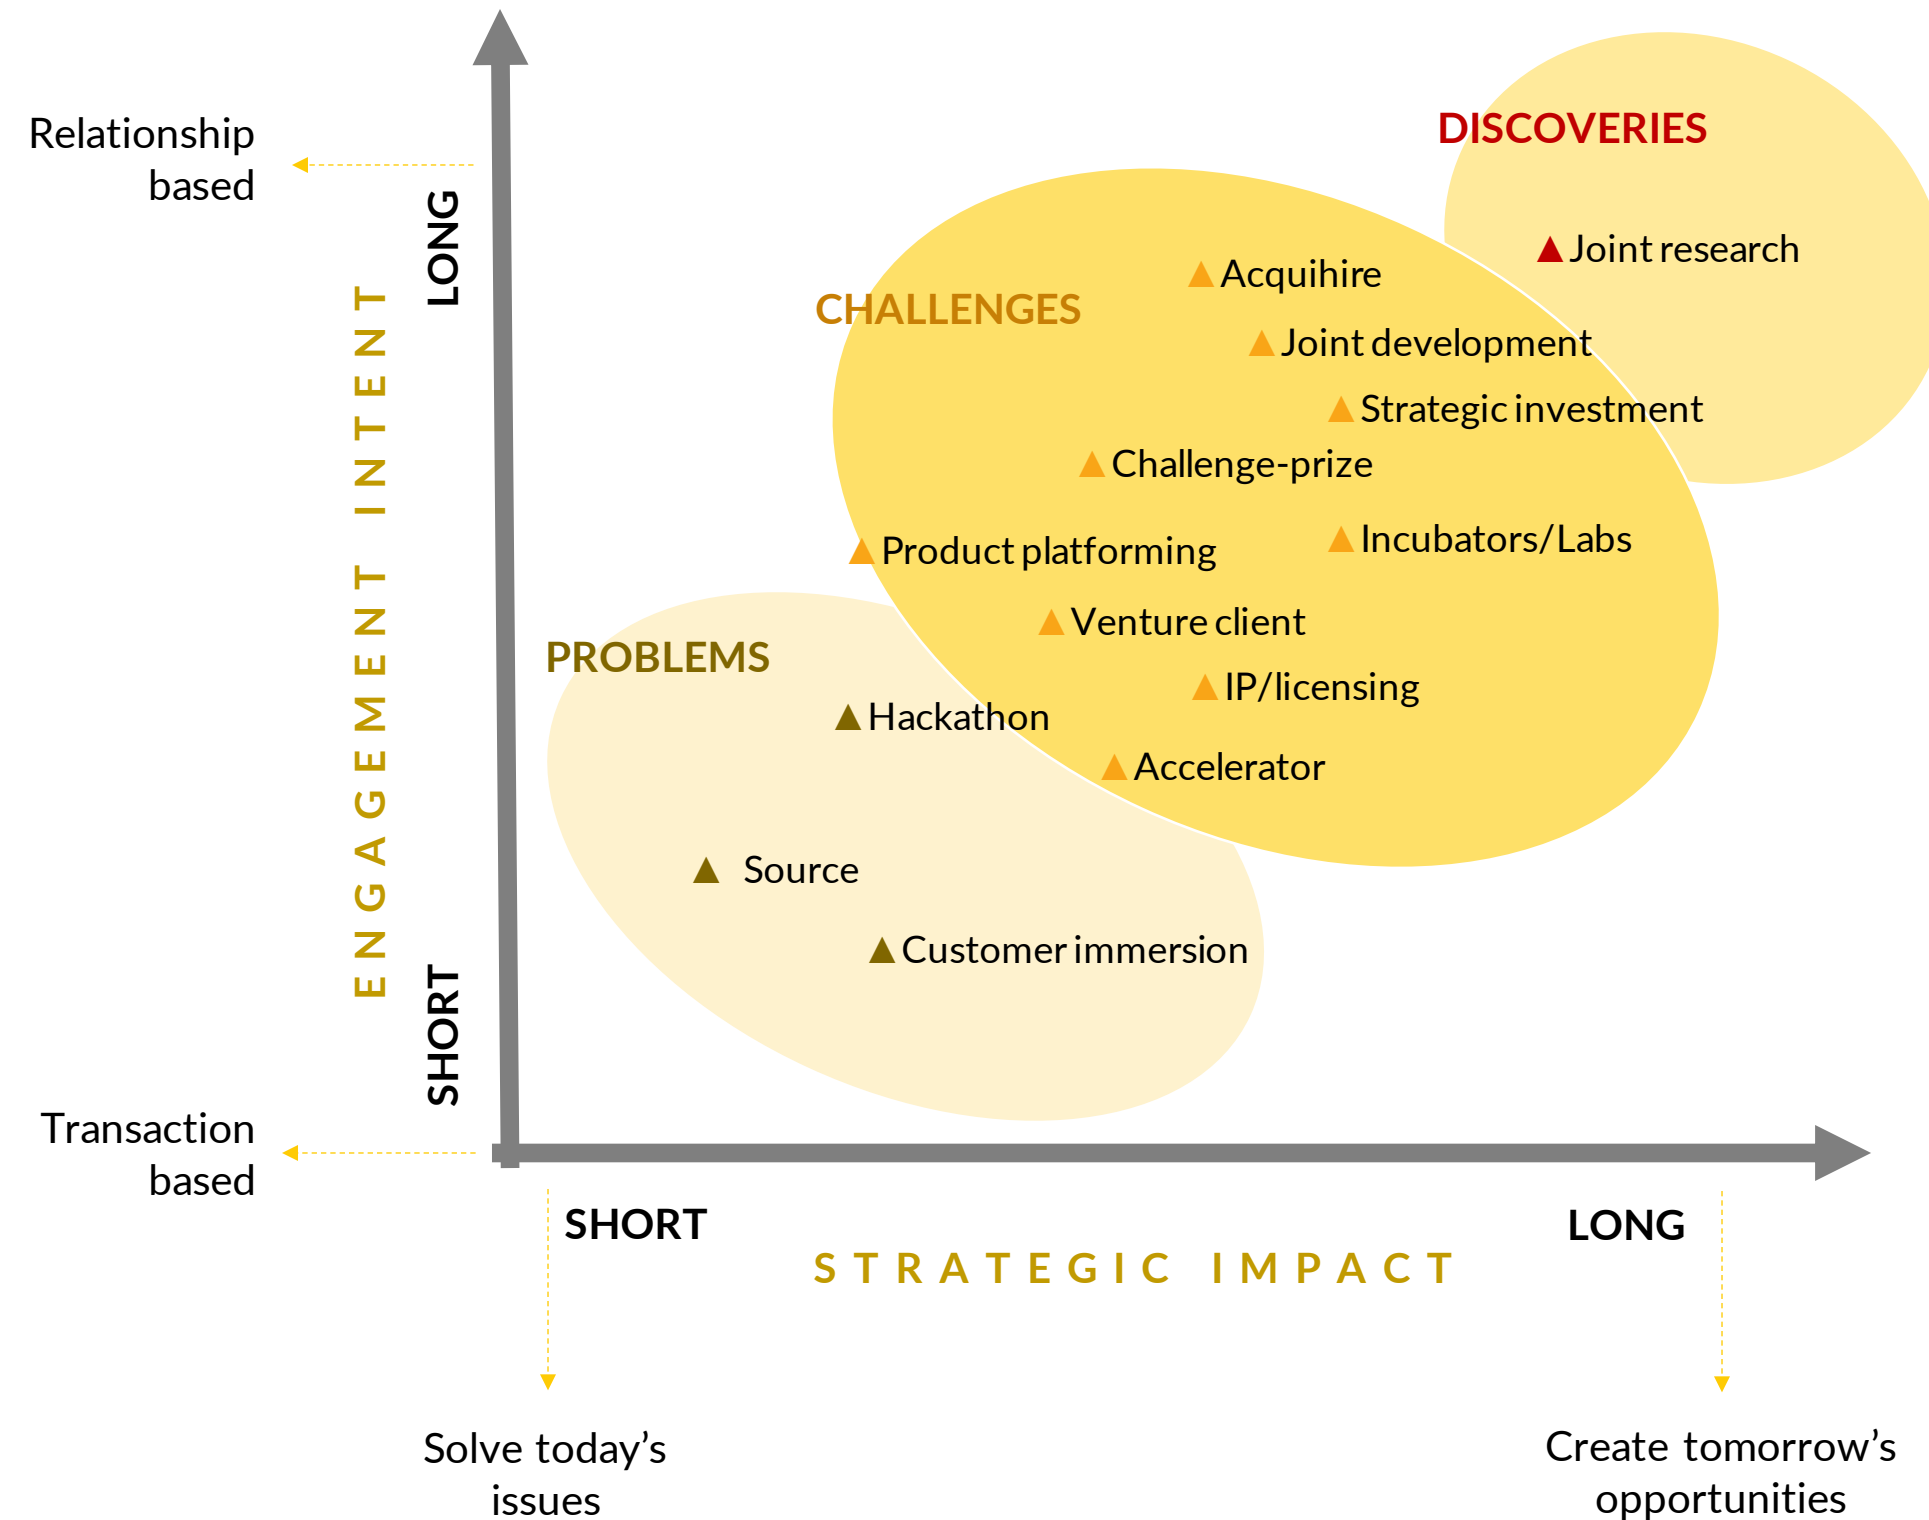 Relationship
based
LONG
ENGAGEMENT INTENT
SHORT
Transaction
based
DISCOVERIES
Joint research
CHALLENGES
Acquihire
Joint development
Strategic investment
Challenge-prize
Incubators/Labs
Product platforming
Venture client
IP/licensing
Accelerator
PROBLEMS
Hackathon
Source
Customer immersion
SHORT
LONG
STRATEGIC IMPACT
Solve today’s
issues
Create tomorrow’s
opportunities